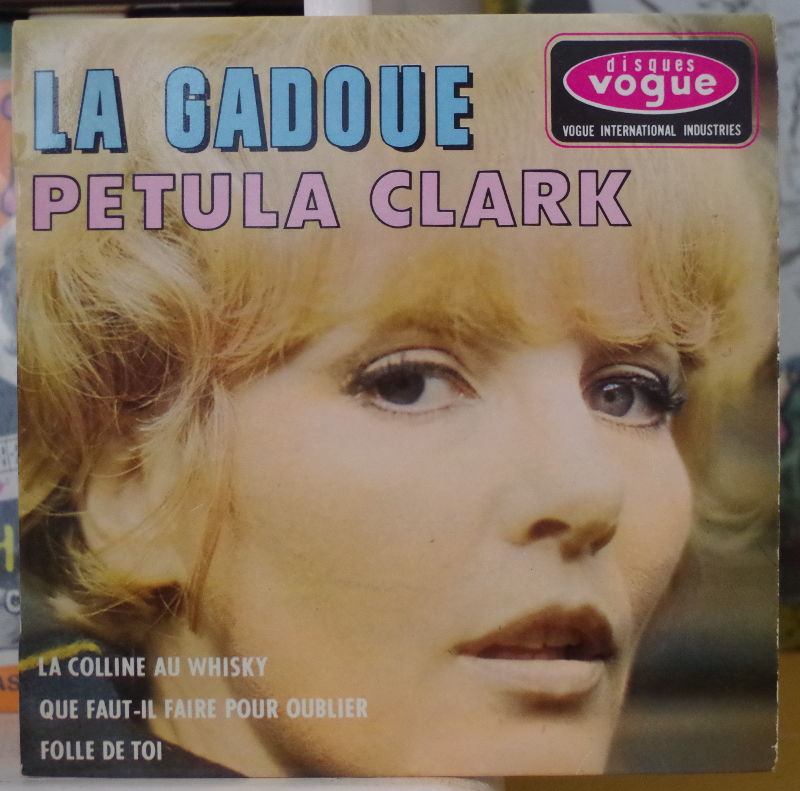 LA GADOUE
PETULA CLARK
disques
vogue
VOGUE INTERNATIONAL INDUSTRIES
LA COLLINE AU WHISKY
QUE FAUT-IL FAIRE POUR OUBLIER
FOLLE DE TOI